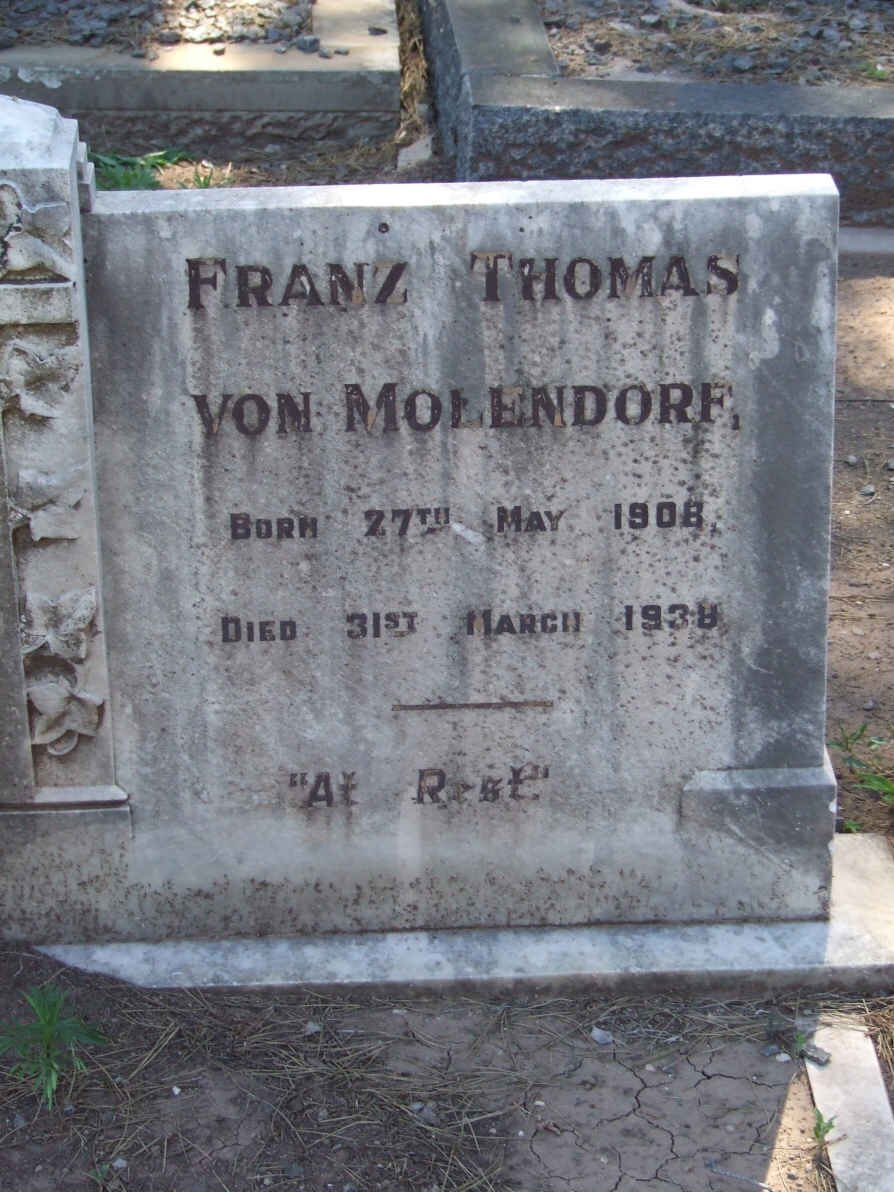 FRANZ THOMAS
VON MOLENDORF.
BORN 27TH MAY 1908
DIED 31ST MARCH 1938
"At Rest"